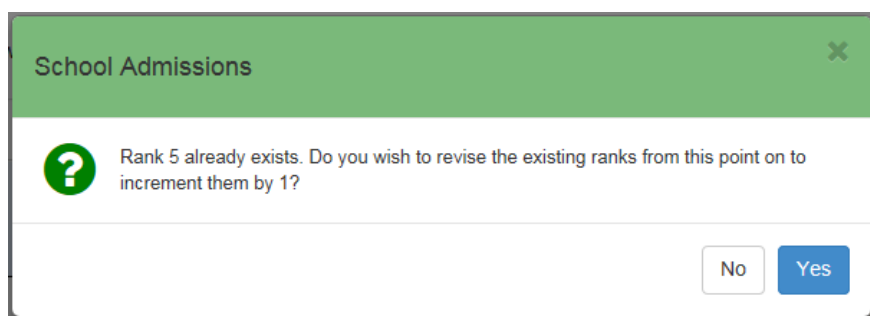 School Admissions
Rank 5 already exists. Do you wish to revise the existing ranks from this point on to
increment them by 1?
No
Yes